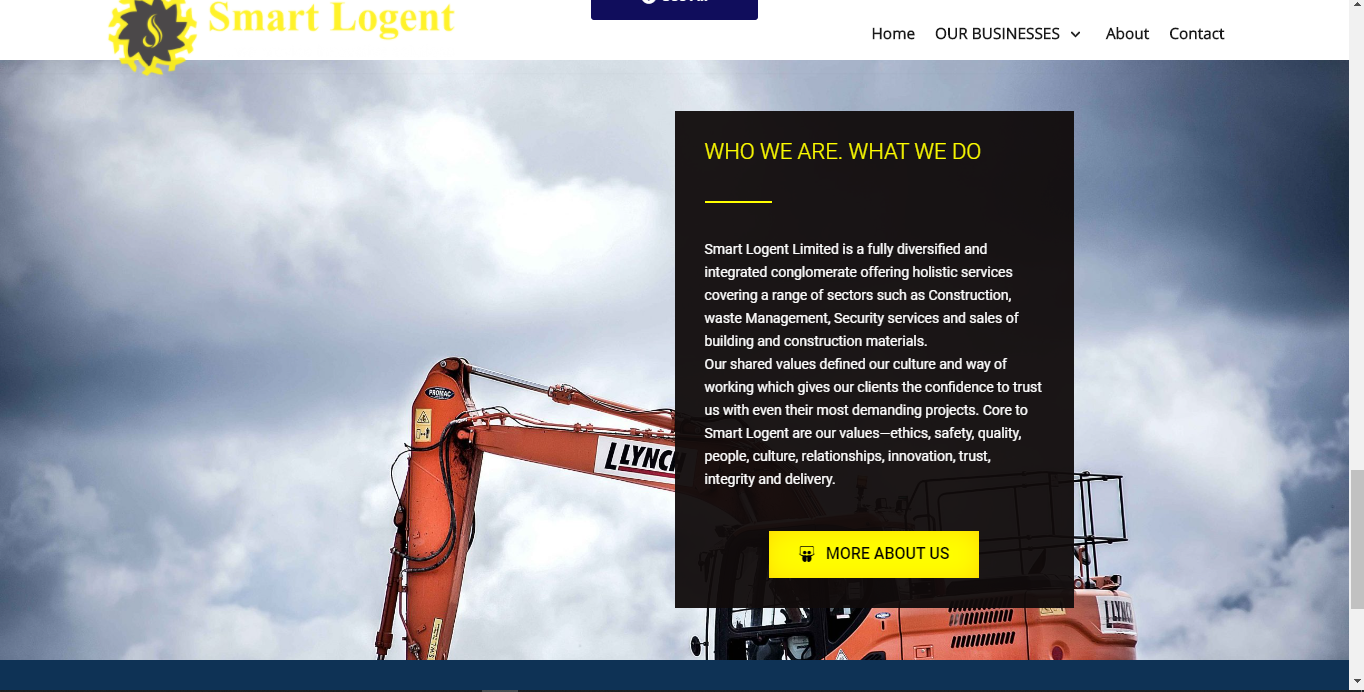 Smart Logent
Home OUR BUSINESSES About Contact
WHO WE ARE. WHAT WE DO
Smart Logent Limited is a fully diversified and
integrated conglomerate offering holistic services
covering a range of sectors such as Construction,
waste Management, Security services and sales of
building and construction materials.
Our shared values defined our culture and way of
working which gives our clients the confidence to trust
us with even their most demanding projects. Core to
Smart Logent are our values—ethics, safety, quality,
people, culture, relationships, innovation, trust,
integrity and delivery.
MORE ABOUT US
PROMAC
LLYNCH
LLYNCH